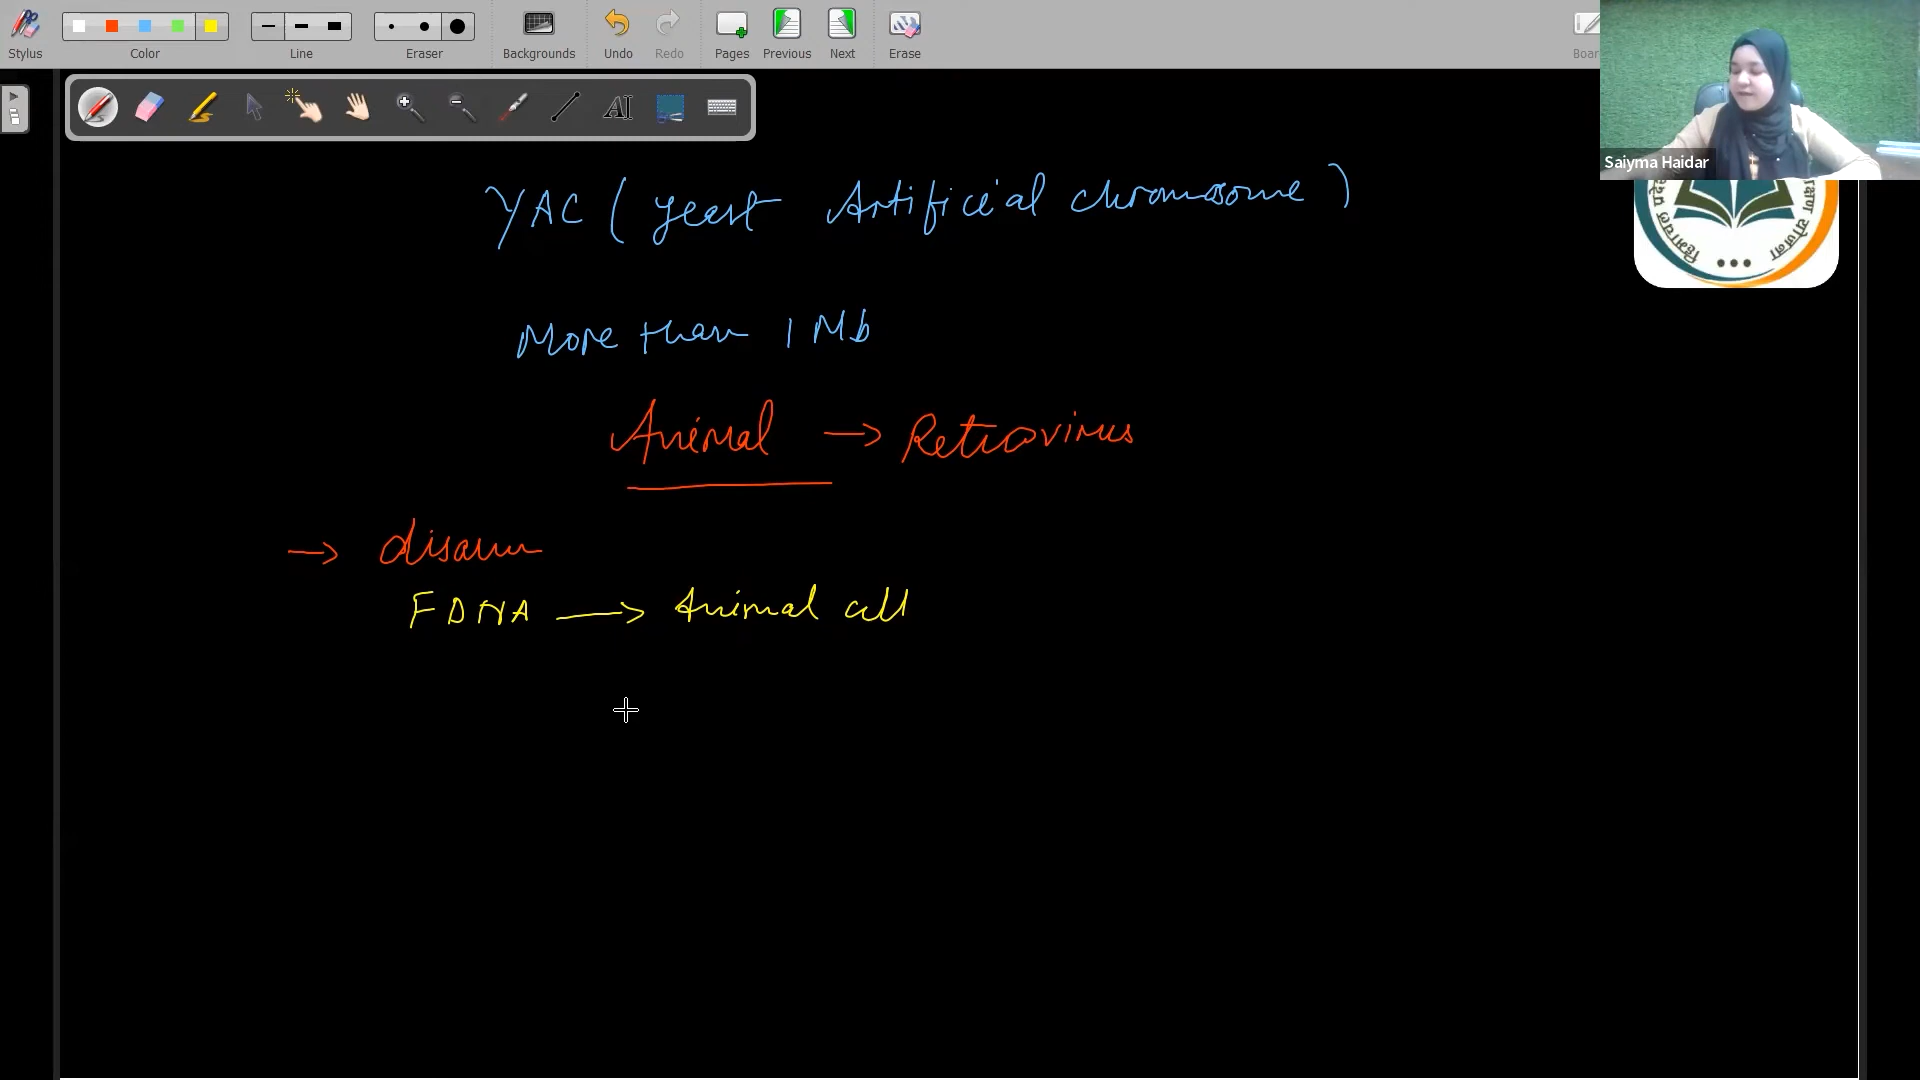 Stylus Color Line Eraser Backgrounds Undo Redo Pages Previous Next Erase Boar
Saiyma Haidar
YAC ( yeast Artificial chromosome )
More than 1 Mb
Animal → Retrovirus
→ disarm
F DNA → Animal cell